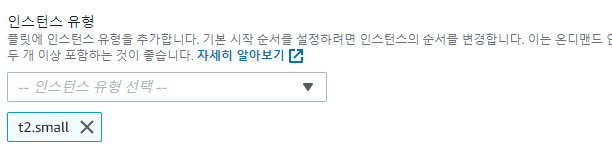 인스턴스 유형
플릿에 인스턴스 유형을 추가합니다. 기본 시작 순서를 설정하려면 인스턴스의 순서를 변경합니다. 이는 온디맨드
두 개 이상 포함하는 것이 좋습니다. 자세히 알아보기
-- 인스턴스 유형 선택 --
t2.small